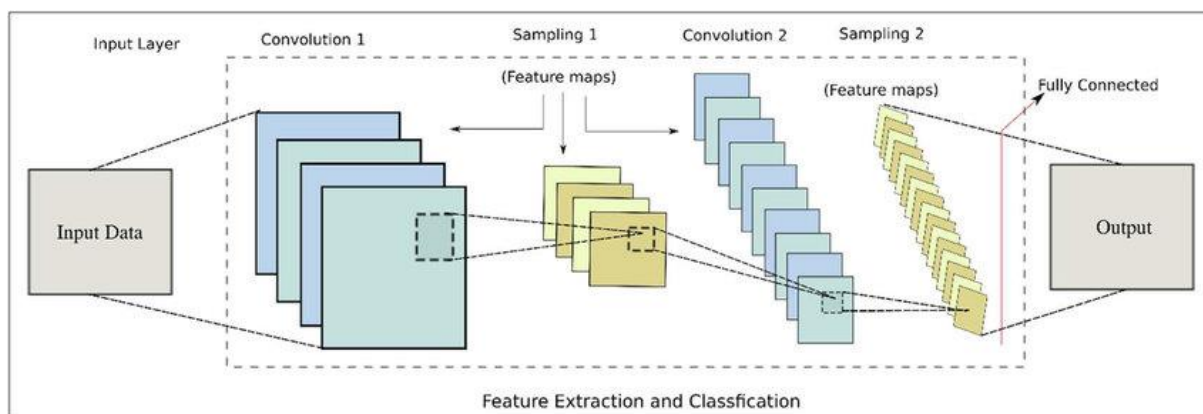 Input Layer
Convolution 1
Sampling 1
Convolution 2
Sampling 2
(Feature maps)
(Feature maps)
Fully Connected
Input Data
Output
Feature Extraction and Classfication